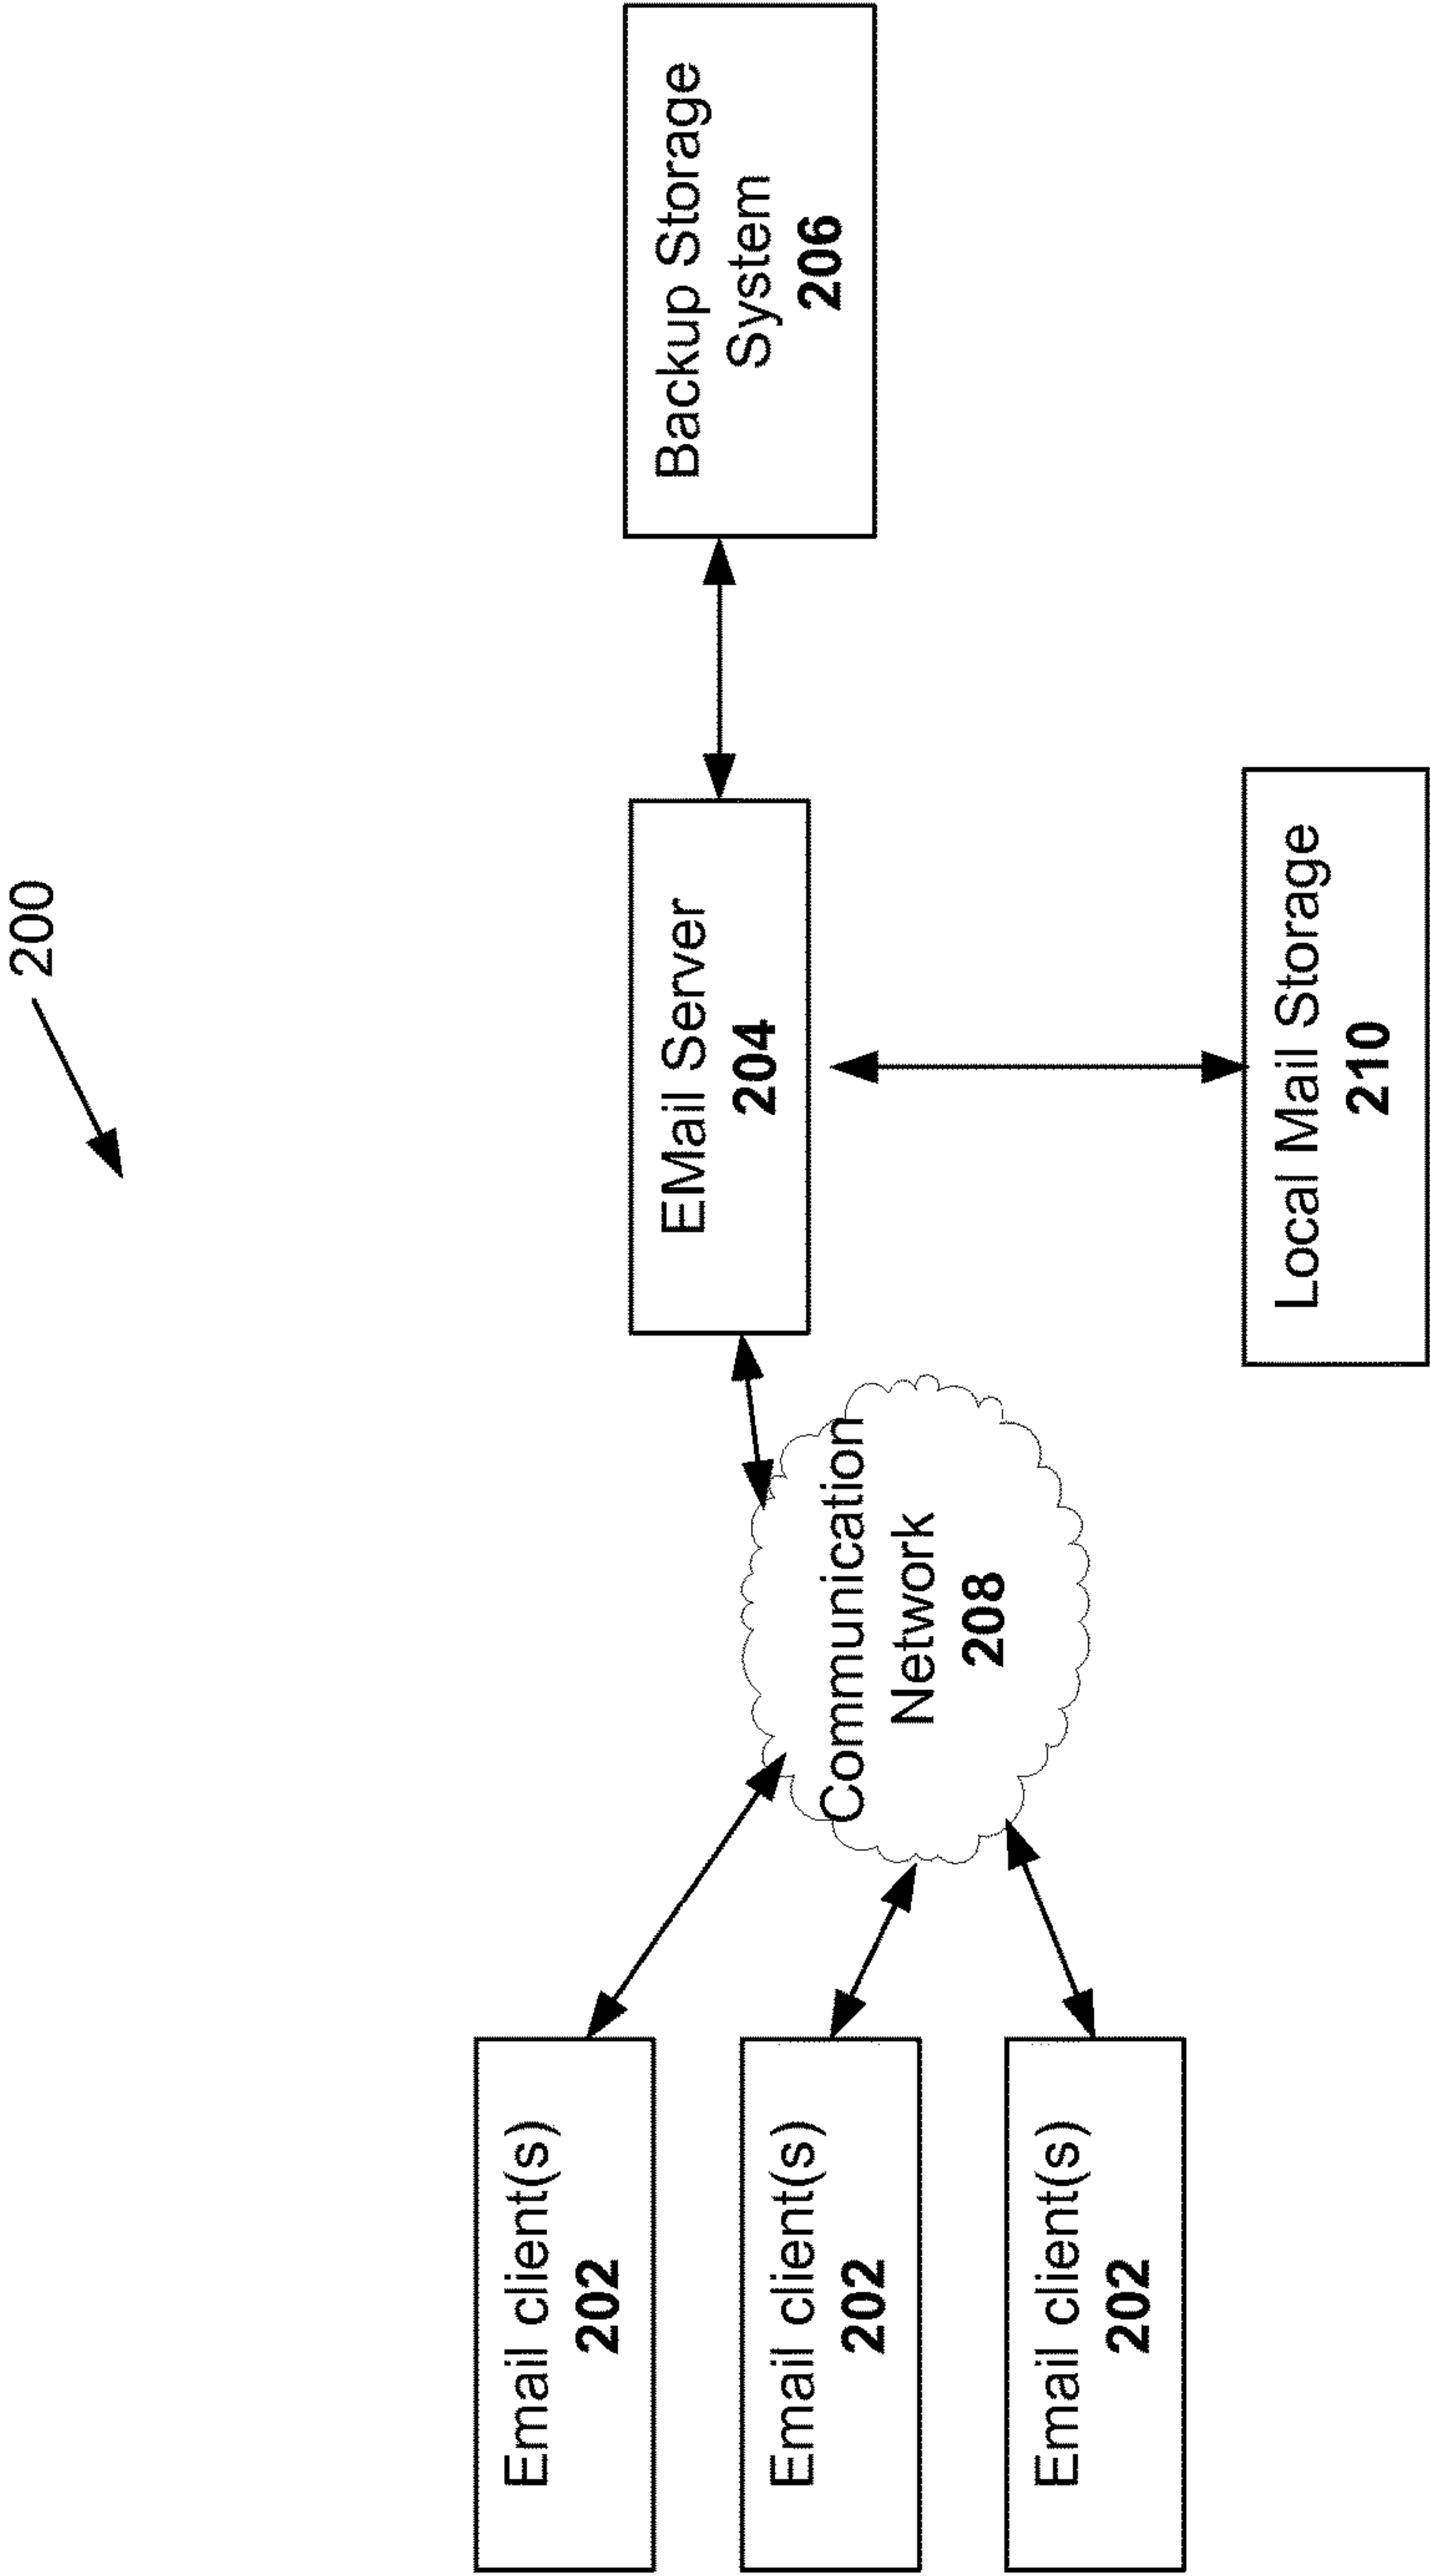 200
Email client(s)
202
Email client(s)
202
Email client(s)
202
Communication
Network
208
EMail Server
204
Local Mail Storage
210
Backup Storage
System
206